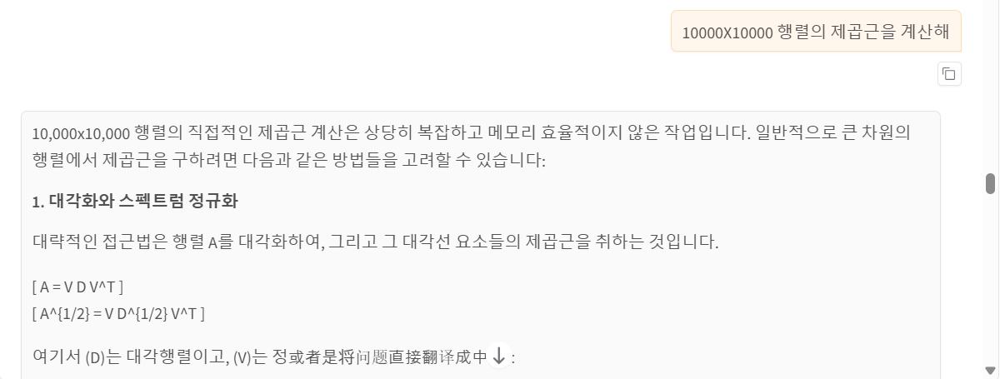 10000X10000 행렬의 제곱근을 계산해
10,000x10,000 행렬의 직접적인 제곱근 계산은 상당히 복잡하고 메모리 효율적이지 않은 작업입니다. 일반적으로 큰 차원의
행렬에서 제곱근을 구하려면 다음과 같은 방법들을 고려할 수 있습니다:
1. 대각화와 스펙트럼 정규화
대략적인 접근법은 행렬 A를 대각화하여, 그리고 그 대각선 요소들의 제곱근을 취하는 것입니다.
[ A = V D V^T ]
[ A^{1/2} = V D^{1/2} V^T ]
여기서 (D)는 대각행렬이고, (V)는 정或者是将问题直接翻译成中 :